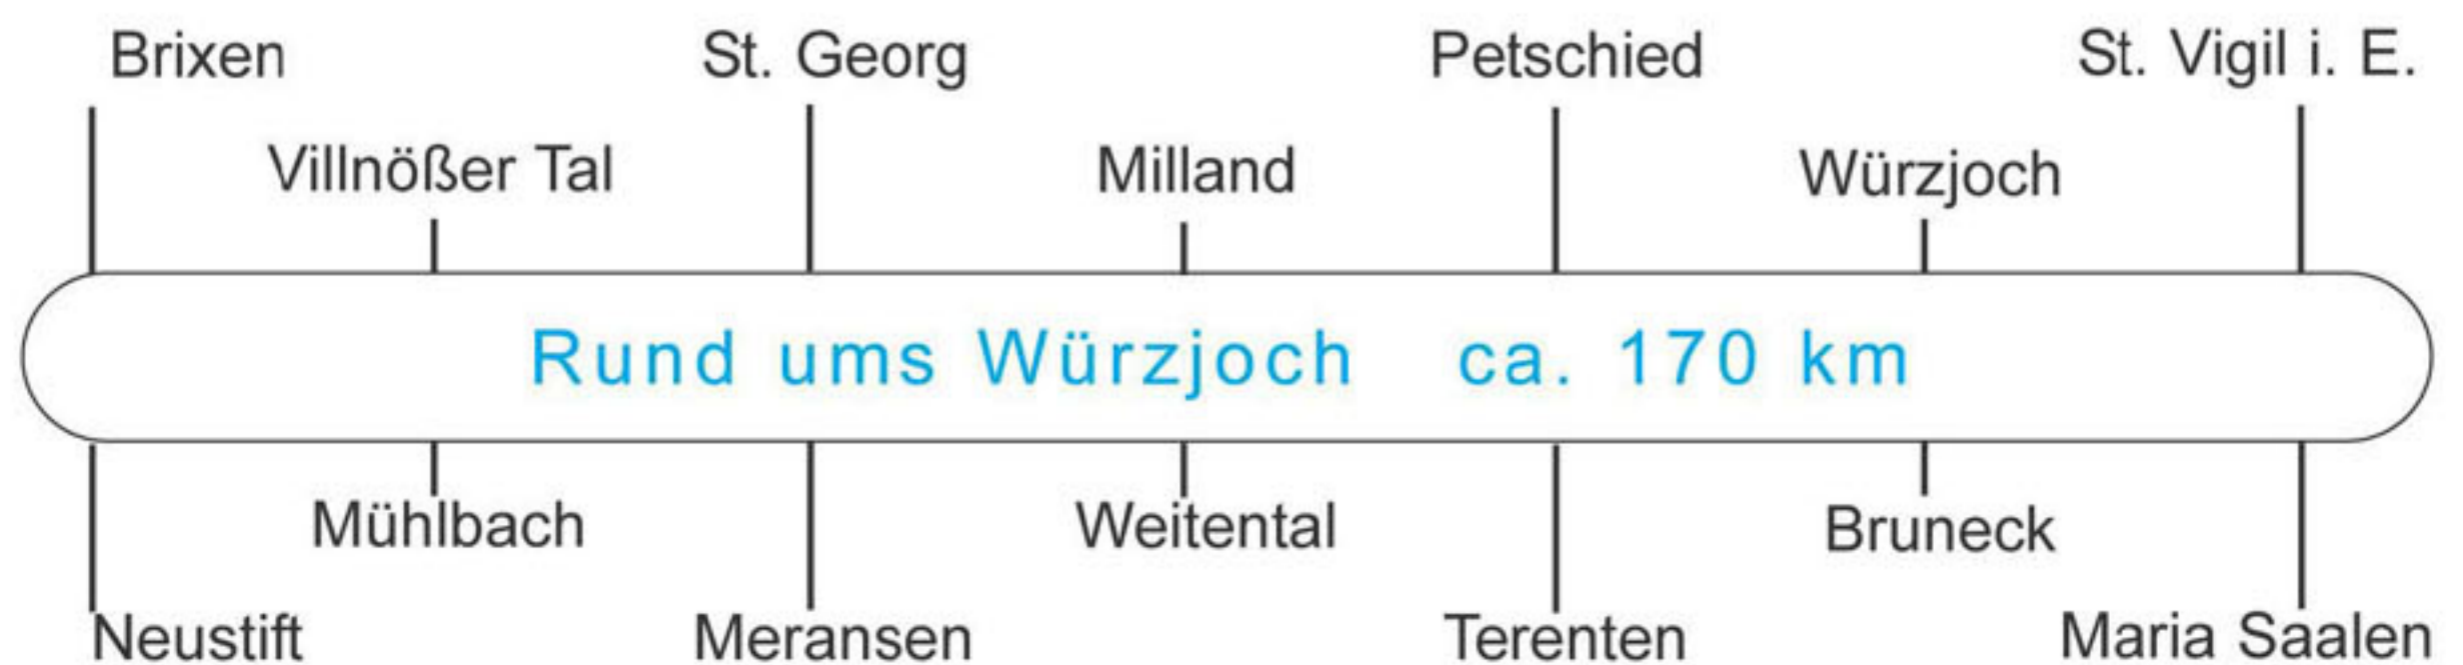 Brixen
St. Georg
Petschied
St. Vigil i. E.
Villnößer Tal
Milland
Würzjoch
Rund ums Würzjoch ca. 170 km
Mühlbach
Weitental
Bruneck
Neustift
Meransen
Terenten
Maria Saalen